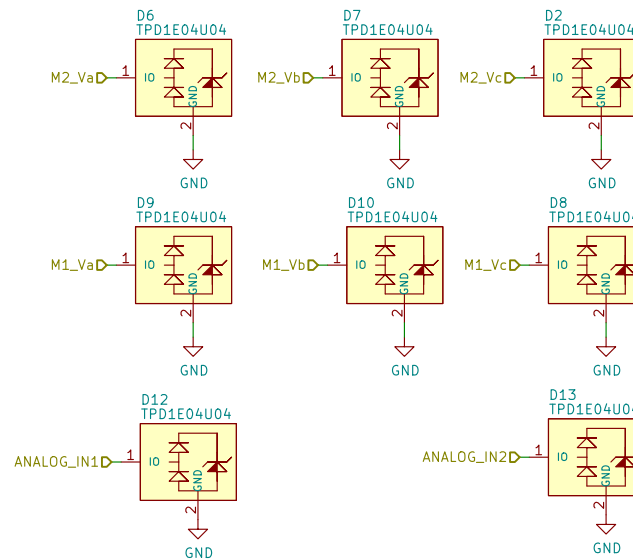 D6
TPD1E04U04
M2_Va
1
IO
GND
2
GND
D7
TPD1E04U04
M2_Vb
1
IO
GND
2
GND
D2
TPD1E04U04
M2_Vc
1
IO
GND
2
GND
D9
TPD1E04U04
M1_Va
1
IO
GND
2
GND
D10
TPD1E04U04
M1_Vb
1
IO
GND
2
GND
D8
TPD1E04U04
M1_Vc
1
IO
GND
2
GND
D12
TPD1E04U04
ANALOG_IN1
1
IO
GND
2
GND
D13
TPD1E04U04
ANALOG_IN2
1
IO
GND
2
GND